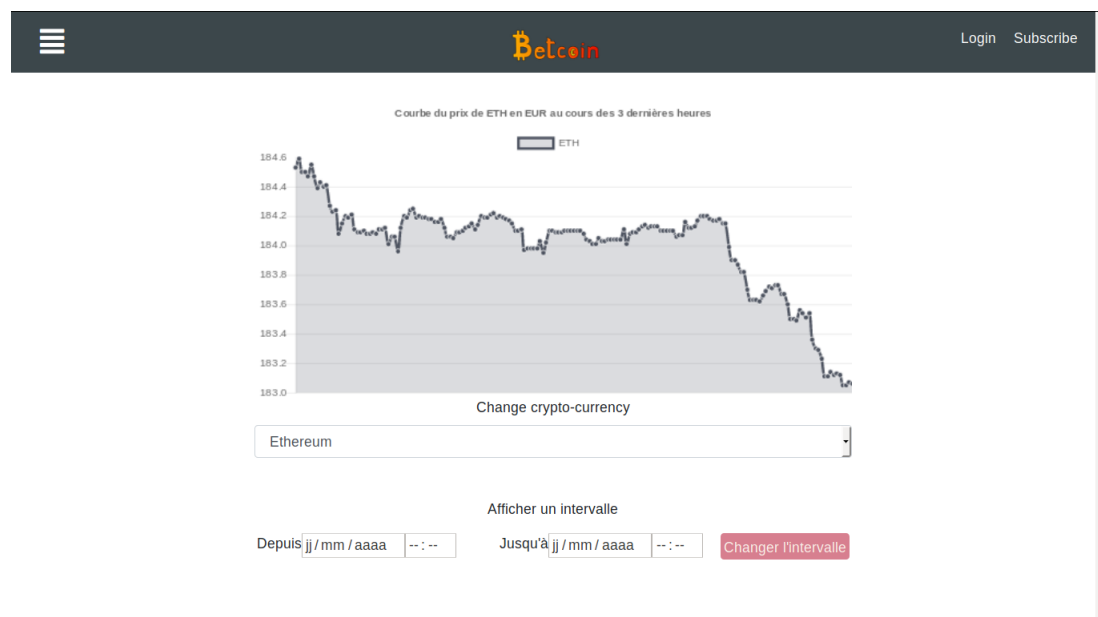 Betcoin
Login Subscribe
Courbe du prix de ETH en EUR au cours des 3 dernières heures
ETH
184.6
184.4
184.2
184.0
183.8
183.6
183.4
183.2
183.0
Change crypto-currency
Ethereum
Afficher un intervalle
Depuis jj/mm/aaaa --:-- Jusqu'à jj/mm/aaaa --:-- Changer l'intervalle